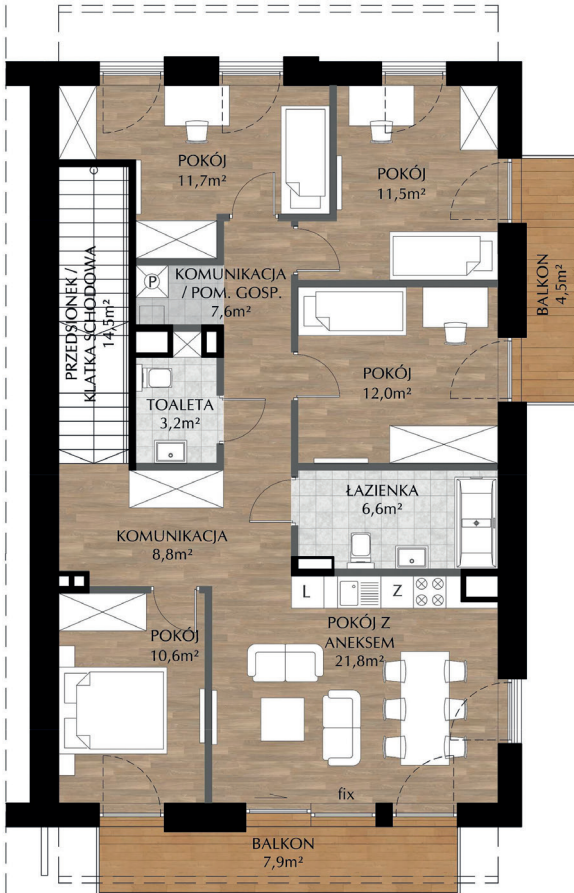 POKÓJ
11,7m²
POKÓJ
11,5m²
BALKON
4,5m²
PRZEDSIONEK /
KLATKA SCHODOWA
14,5m²
P
KOMUNIKACJA
/ POM. GOSP.
7,6m²
POKÓJ
12,0m²
TOALETA
3,2m²
ŁAZIENKA
6,6m²
KOMUNIKACJA
8,8m²
L
Z
POKÓJ
10,6m²
POKÓJ Z
ANEKSEM
21,8m²
fix
BALKON
7,9m²